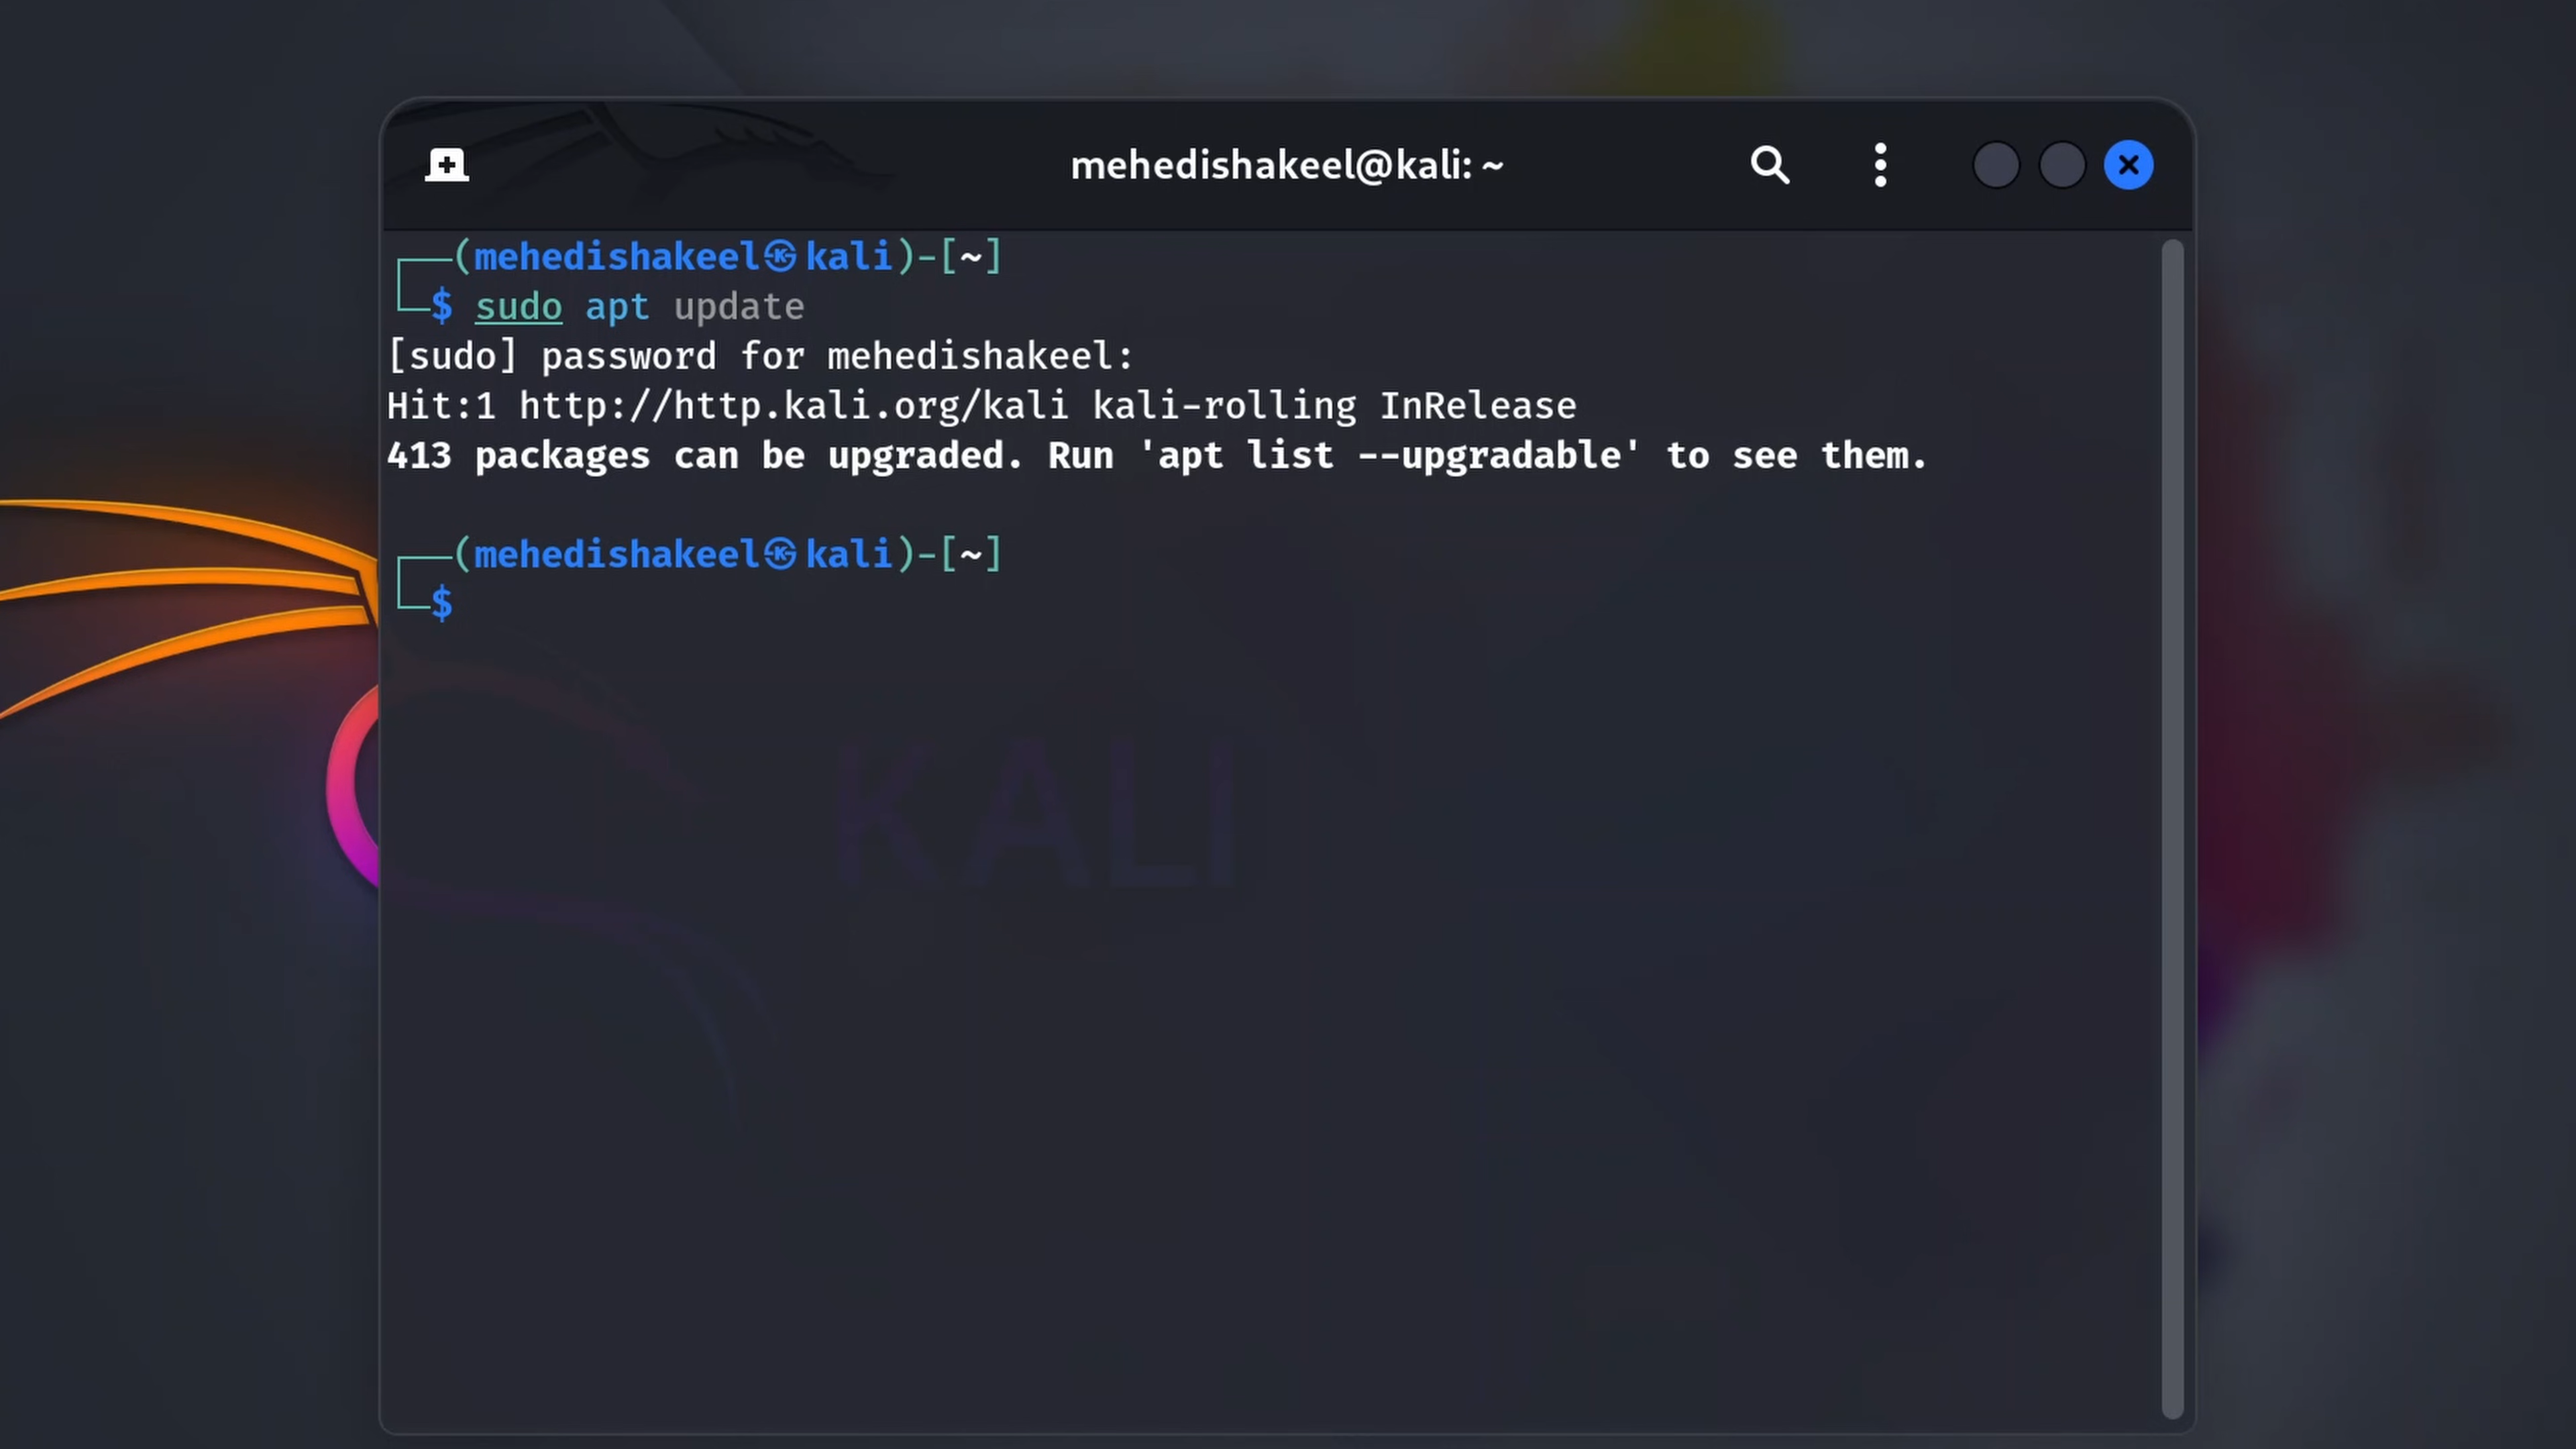 mehedishakeel@kali: ~
┌──(mehedishakeel㉿kali)-[~]
└─$ sudo apt update
[sudo] password for mehedishakeel:
Hit:1 http://http.kali.org/kali kali-rolling InRelease
413 packages can be upgraded. Run 'apt list --upgradable' to see them.
┌──(mehedishakeel㉿kali)-[~]
└─$
KALI